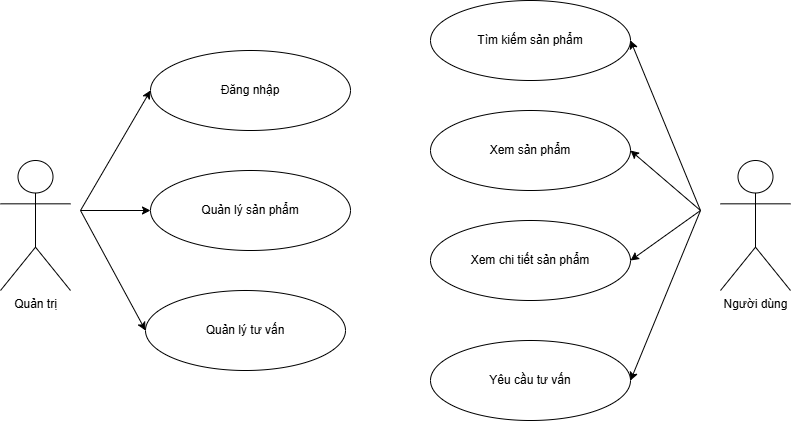 Tìm kiếm sản phẩm
Đăng nhập
Xem sản phẩm
Quản lý sản phẩm
Xem chi tiết sản phẩm
Quản trị
Người dùng
Quản lý tư vấn
Yêu cầu tư vấn